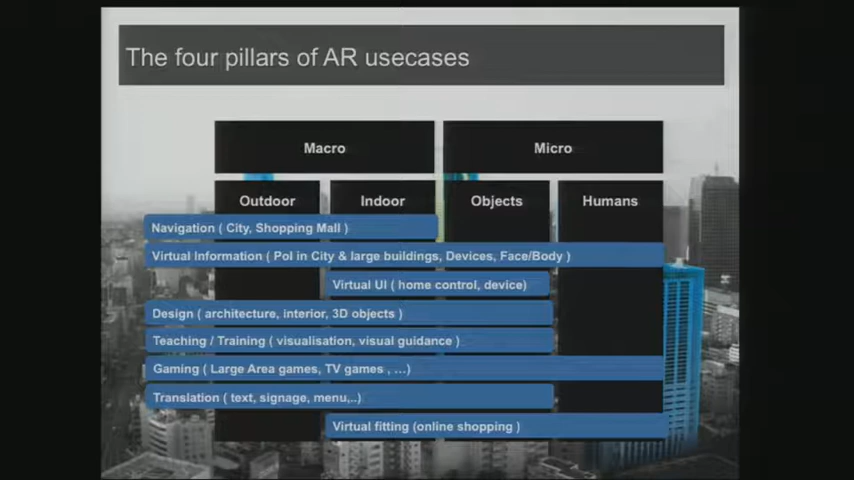 The four pillars of AR usecases
Macro
Micro
Outdoor
Indoor
Objects
Humans
Navigation ( City, Shopping Mall )
Virtual Information ( PoI in City & large buildings, Devices, Face/Body )
Virtual UI ( home control, device)
Design ( architecture, interior, 3D objects )
Teaching / Training ( visualisation, visual guidance )
Gaming ( Large Area games, TV games , ...)
Translation ( text, signage, menu,..)
Virtual fitting (online shopping )